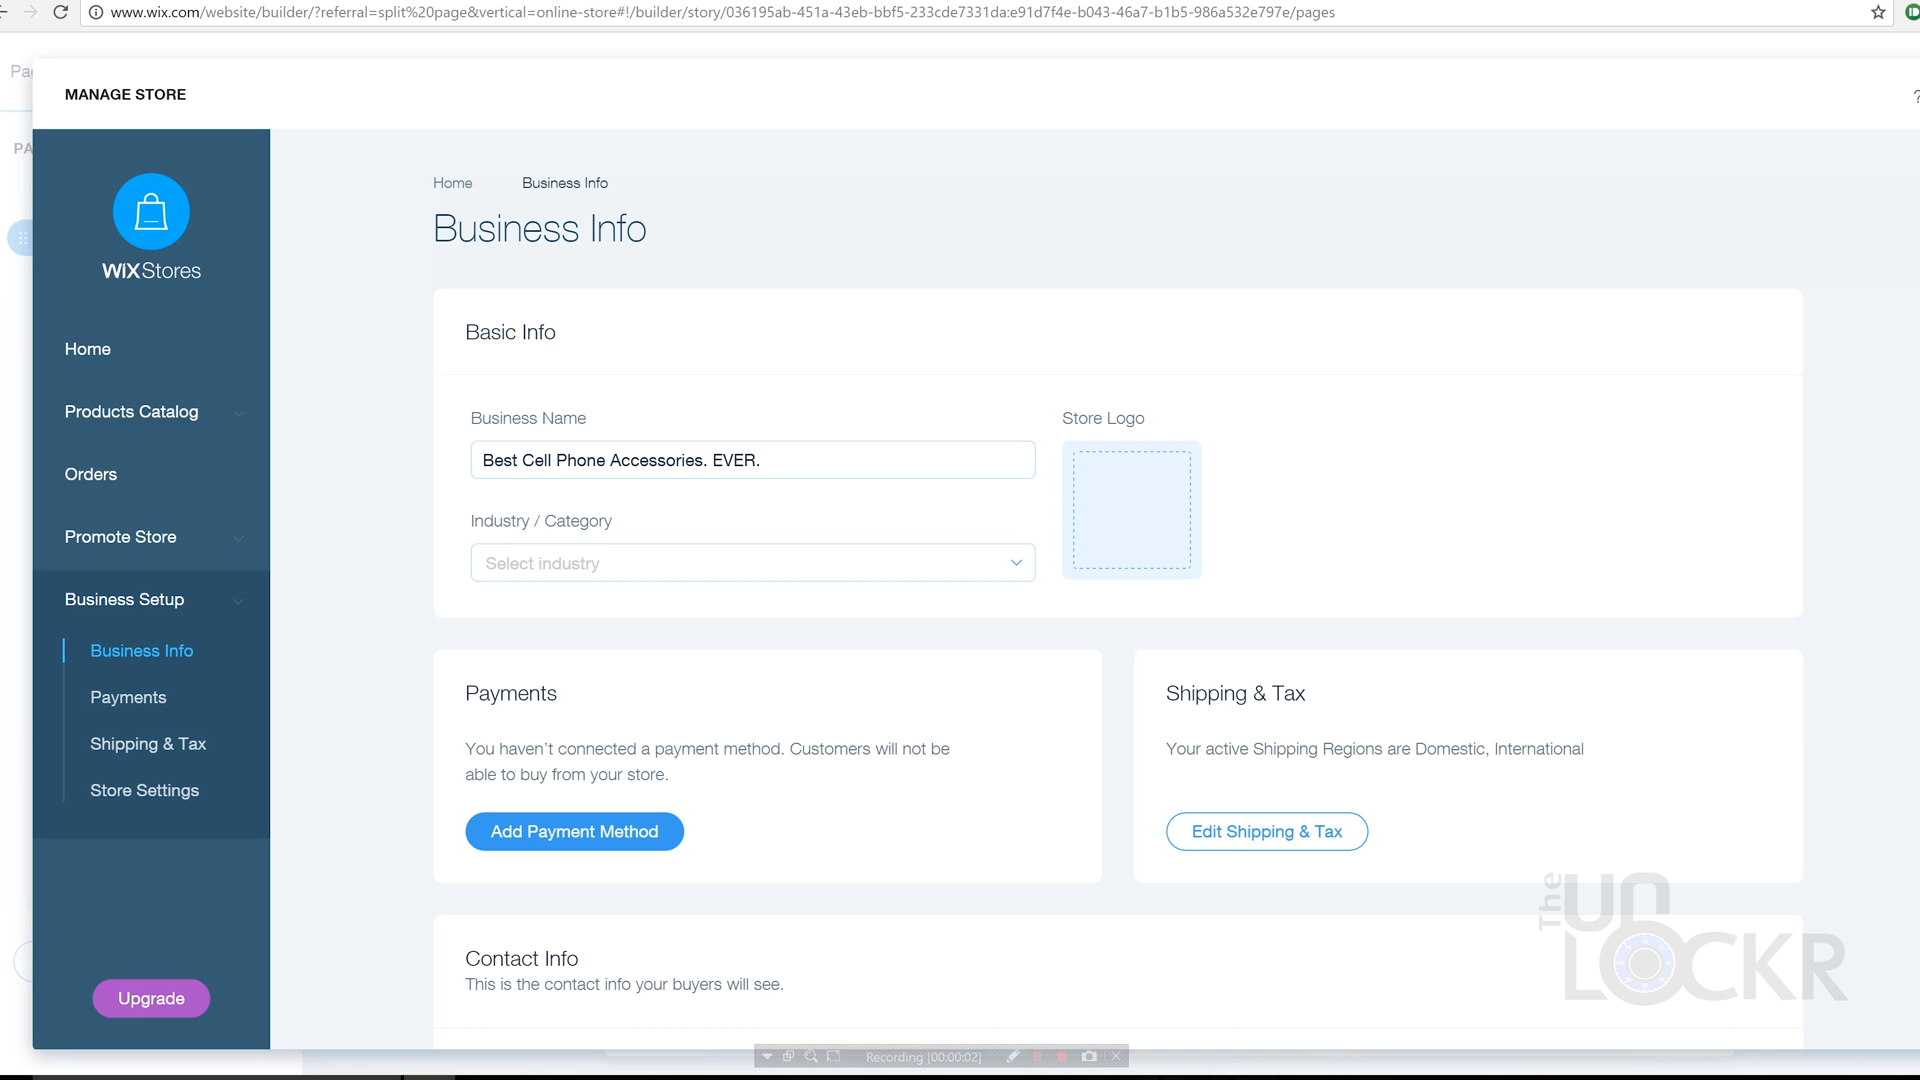 www.wix.com/website/builder/?referral=split%20page&vertical=online-store#!/builder/story/036195ab-451a-43eb-bbf5-233cde7331da:e91d7f4e-b043-46a7-b1b5-986a532e797e/pages
MANAGE STORE
?
WiXStores
Home
Products Catalog
Orders
Promote Store
Business Setup
Business Info
Payments
Shipping & Tax
Store Settings
Upgrade
Home Business Info
Business Info
Basic Info
Business Name
Best Cell Phone Accessories. EVER.
Industry / Category
Select industry
Store Logo
Payments
You haven't connected a payment method. Customers will not be
able to buy from your store.
Add Payment Method
Shipping & Tax
Your active Shipping Regions are Domestic, International
Edit Shipping & Tax
Contact Info
This is the contact info your buyers will see.
The UNLOCKR
Recording [00:00:02]